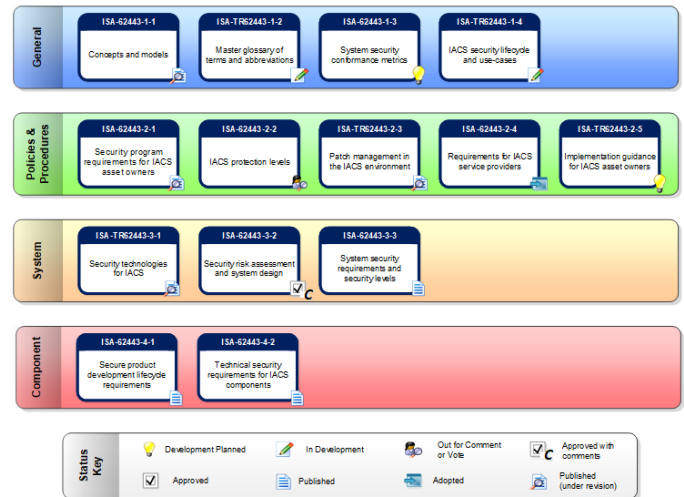 General
ISA-62443-1-1
Concepts and models
ISA-TR62443-1-2
Master glossary of
terms and abbreviations
ISA-62443-1-3
System security
conformance metrics
ISA-TR62443-1-4
IACS security lifecycle
and use-cases
Policies &
Procedures
ISA-62443-2-1
Security program
requirements for IACS
asset owners
ISA-62443-2-2
IACS protection levels
ISA-TR62443-2-3
Patch management in
the IACS environment
ISA-62443-2-4
Requirements for IACS
service providers
ISA-TR62443-2-5
Implementation guidance
for IACS asset owners
System
ISA-TR62443-3-1
Security technologies
for IACS
ISA-62443-3-2
Security risk assessment
and system design
C
ISA-62443-3-3
System security
requirements and
security levels
Component
ISA-62443-4-1
Secure product
development lifecycle
requirements
ISA-62443-4-2
Technical security
requirements for IACS
components
Status
Key
Development Planned
In Development
Out for Comment
or Vote
C
Approved with
comments
Approved
Published
Adopted
Published
(under revision)